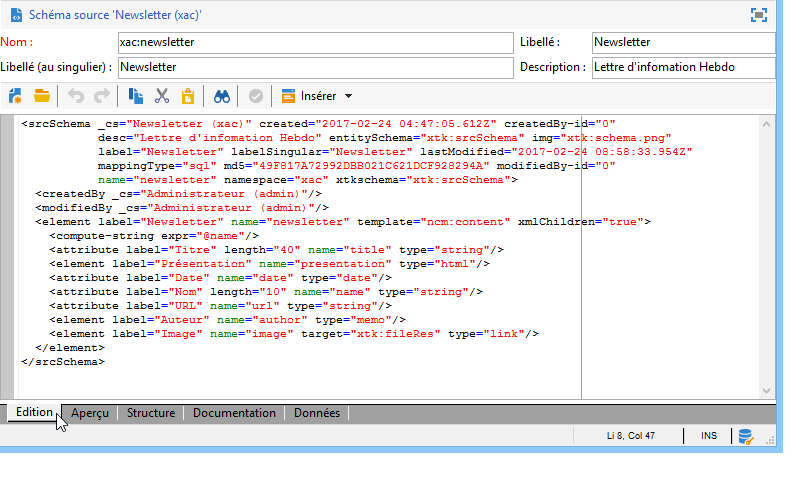 Schéma source 'Newsletter (xac)'
Nom : xac:newsletter Libellé : Newsletter
Libellé (au singulier) : Newsletter Description : Lettre d'infomation Hebdo
Insérer
<srcSchema _cs="Newsletter (xac)" created="2017-02-24 04:47:05.612Z" createdBy-id="0"
desc="Lettre d'infomation Hebdo" entitySchema="xtk:srcSchema" img="xtk:schema.png"
label="Newsletter" labelSingular="Newsletter" lastModified="2017-02-24 08:58:33.954Z"
mappingType="sql" md5="49F817A72992DBB021C621DCF928294A" modifiedBy-id="0"
name="newsletter" namespace="xac" xtkschema="xtk:srcSchema">
<createdBy _cs="Administrateur (admin)"/>
<modifiedBy _cs="Administrateur (admin)"/>
<element label="Newsletter" name="newsletter" template="ncm:content" xmlChildren="true">
<compute-string expr="@name"/>
<attribute label="Titre" length="40" name="title" type="string"/>
<element label="Présentation" name="presentation" type="html"/>
<attribute label="Date" name="date" type="date"/>
<attribute label="Nom" length="10" name="name" type="string"/>
<attribute label="URL" name="url" type="string"/>
<element label="Auteur" name="author" type="memo"/>
<element label="Image" name="image" target="xtk:fileRes" type="link"/>
</element>
</srcSchema>
Edition Aperçu Structure Documentation Données
Li 8, Col 47 INS